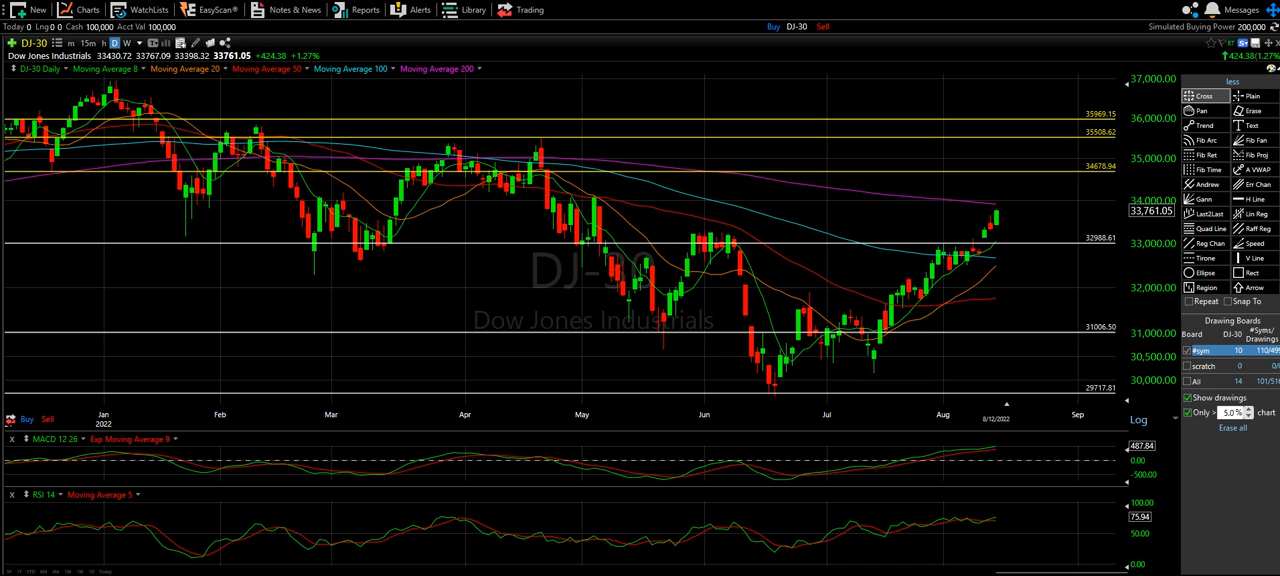 New Charts WatchLists EasyScan® Notes & News Reports Alerts Library Trading Messages
Today 0 Lng 0 0 Cash 100,000 Acct Val 100,000 Buy DJ-30 Sell Simulated Buying Power 200,000
DJ-30 m 15m h D W
Dow Jones Industrials 33430.72 33767.09 33398.32 33761.05 +424.38 +1.27% 424.38(1.27%
DJ-30 Daily Moving Average 8 Moving Average 20 Moving Average 50 Moving Average 100 Moving Average 200
37,000.00
35969.15
36,000.00
35508.62
35,000.00
34678.94
34,000.00
33,761.05
32988.61
33,000.00
DJ-30
32,000.00
Dow Jones Industrials
31006.50
31,000.00
30,500.00
30,000.00
29717.81
Jan Feb Mar Apr May Jun Jul Aug Sep
2022 8/12/2022
Buy Sell Log
X MACD 12 26 Exp Moving Average 9
487.84
0.00
-500.00
X RSI 14 Moving Average 5
100.00
75.94
50.00
0.00
less
Cross Plain
Pan Erase
Trend Text
Fib Arc Fib Fan
Fib Ret Fib Proj
Fib Time A VWAP
Andrew Err Chan
Gann H Line
Last2Last Lin Reg
Quad Line Raff Reg
Reg Chan Speed
Tirone V Line
Ellipse Rect
Region Arrow
Repeat Snap To
Drawing Boards
Board DJ-30 #Syms/
Drawings
#sym 10 110/495
scratch 0 0/
All 14 101/516
Show drawings
Only > 5.0 % chart
Erase all